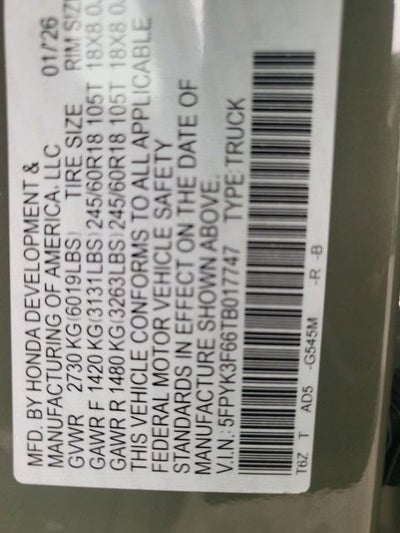 MFD. BY HONDA DEVELOPMENT & 01/26
MANUFACTURING OF AMERICA, LLC
GVWR 2730 KG(6019LBS) TIRE SIZE RIM SIZ
GAWR F 1420 KG(3131LBS) 245/60R18 105T 18X8.0J
GAWR R 1480 KG(3263LBS) 245/60R18 105T 18X8.0J
THIS VEHICLE CONFORMS TO ALL APPLICABLE
FEDERAL MOTOR VEHICLE SAFETY
STANDARDS IN EFFECT ON THE DATE OF
MANUFACTURE SHOWN ABOVE.
V.I.N.: 5FPYK3F66TB017747 TYPE:TRUCK
T6Z T AD5 -G545M -R -B